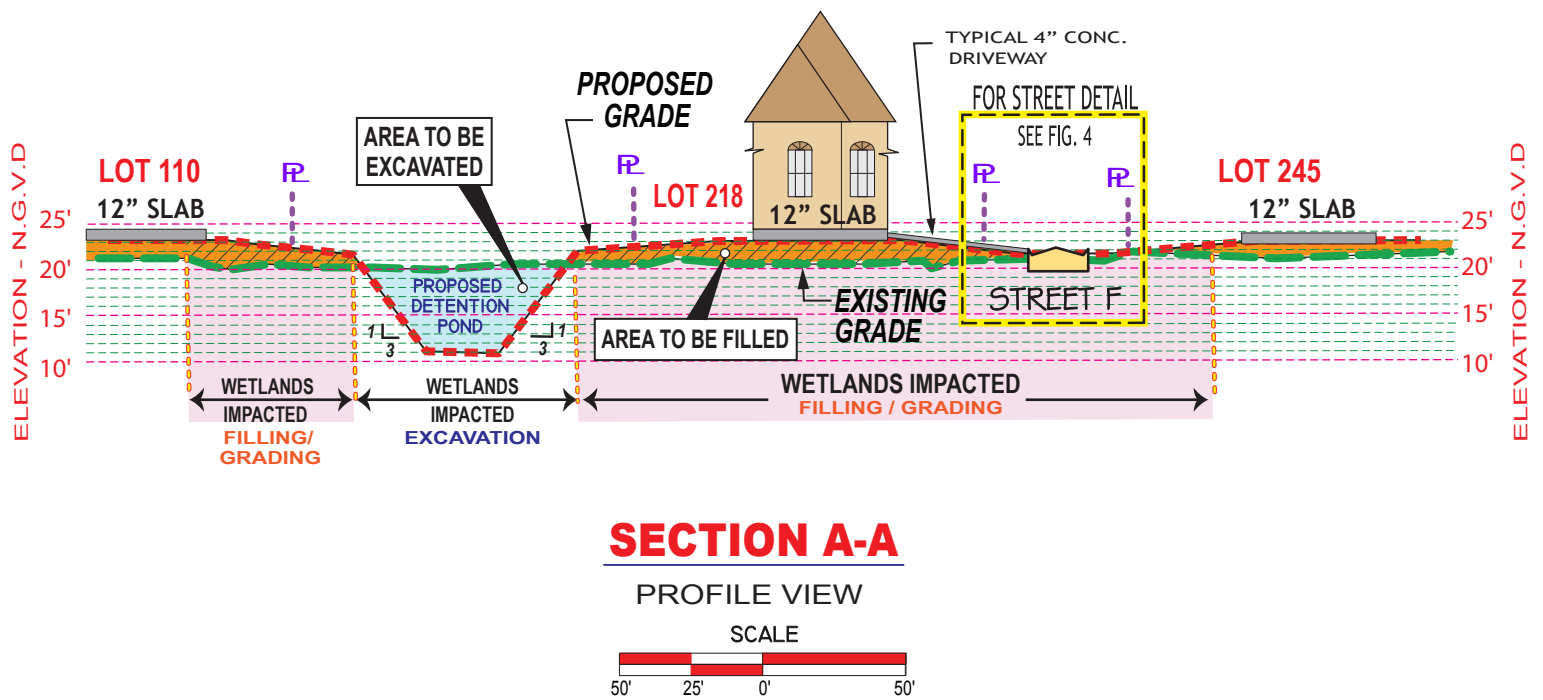 TYPICAL 4” CONC.
DRIVEWAY
PROPOSED
GRADE
FOR STREET DETAIL
SEE FIG. 4
AREA TO BE
EXCAVATED
ELEVATION - N.G.V.D
LOT 110
PL
PL
LOT 218
PL
PL
LOT 245
ELEVATION - N.G.V.D
12” SLAB
12” SLAB
12” SLAB
25'
20'
15'
10'
25'
20'
15'
10'
PROPOSED
DETENTION
POND
1
3
1
3
EXISTING
GRADE
STREET F
AREA TO BE FILLED
WETLANDS
IMPACTED
FILLING/
GRADING
WETLANDS
IMPACTED
EXCAVATION
WETLANDS IMPACTED
FILLING / GRADING
SECTION A-A
PROFILE VIEW
SCALE
50' 25' 0' 50'